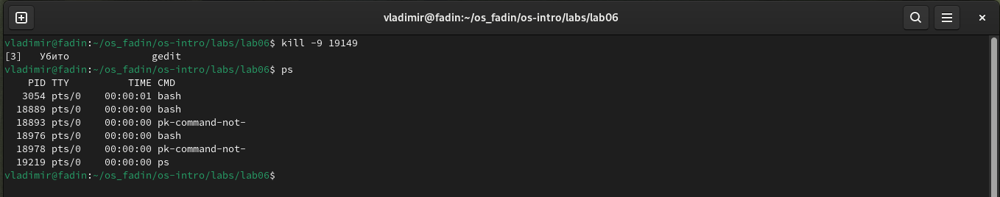 vladimir@fadin:~/os_fadin/os-intro/labs/lab06
vladimir@fadin:~/os_fadin/os-intro/labs/lab06$ kill -9 19149
[3]   Убито              gedit
vladimir@fadin:~/os_fadin/os-intro/labs/lab06$ ps
    PID TTY          TIME CMD
   3054 pts/0    00:00:01 bash
  18889 pts/0    00:00:00 bash
  18893 pts/0    00:00:00 pk-command-not-
  18976 pts/0    00:00:00 bash
  18978 pts/0    00:00:00 pk-command-not-
  19219 pts/0    00:00:00 ps
vladimir@fadin:~/os_fadin/os-intro/labs/lab06$